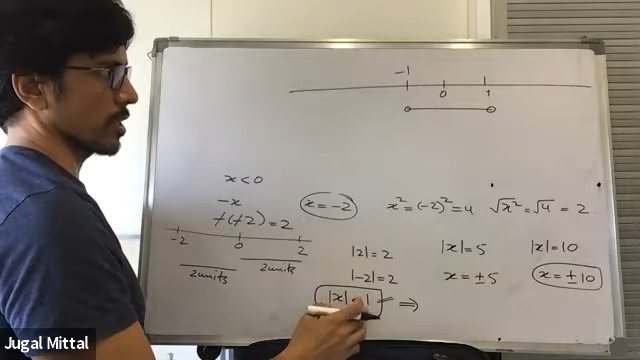 -1 0 1
x < 0
-x
-(-2) = 2
x = -2
x² = (-2)² = 4
√x² = √4 = 2
-2 0 2
2 units 2 units
|2| = 2
|-2| = 2
|x| = 5
x = ±5
|x| = 10
x = ±10
|x| 1 ⇒
Jugal Mittal